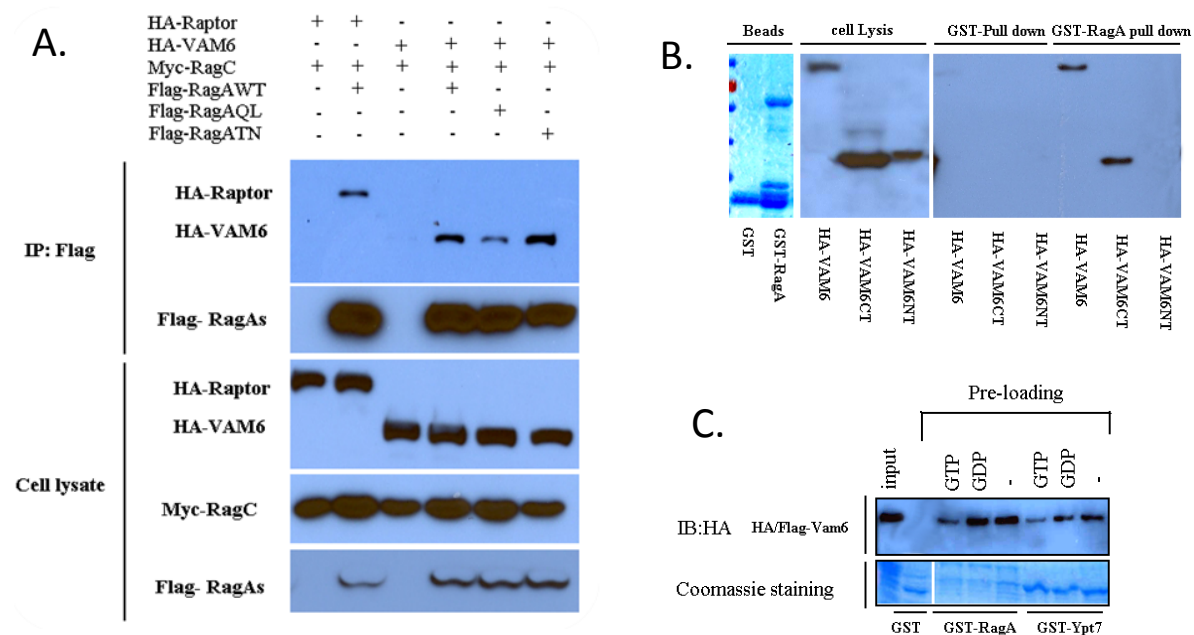 A.
HA-Raptor + + - - - -
HA-VAM6 - - + + + +
Myc-RagC + + + + + +
Flag-RagAWT - + - + - -
Flag-RagAQL - - - - + -
Flag-RagATN - - - - - +
IP: Flag
HA-Raptor
HA-VAM6
Flag- RagAs
Cell lysate
HA-Raptor
HA-VAM6
Myc-RagC
Flag- RagAs
B.
Beads cell Lysis GST-Pull down GST-RagA pull down
GST GST-RagA HA-VAM6 HA-VAM6CT HA-VAM6NT HA-VAM6 HA-VAM6CT HA-VAM6NT HA-VAM6 HA-VAM6CT HA-VAM6NT
C.
Pre-loading
input GTP GDP - GTP GDP -
IB:HA HA/Flag-Vam6
Coomassie staining
GST GST-RagA GST-Ypt7